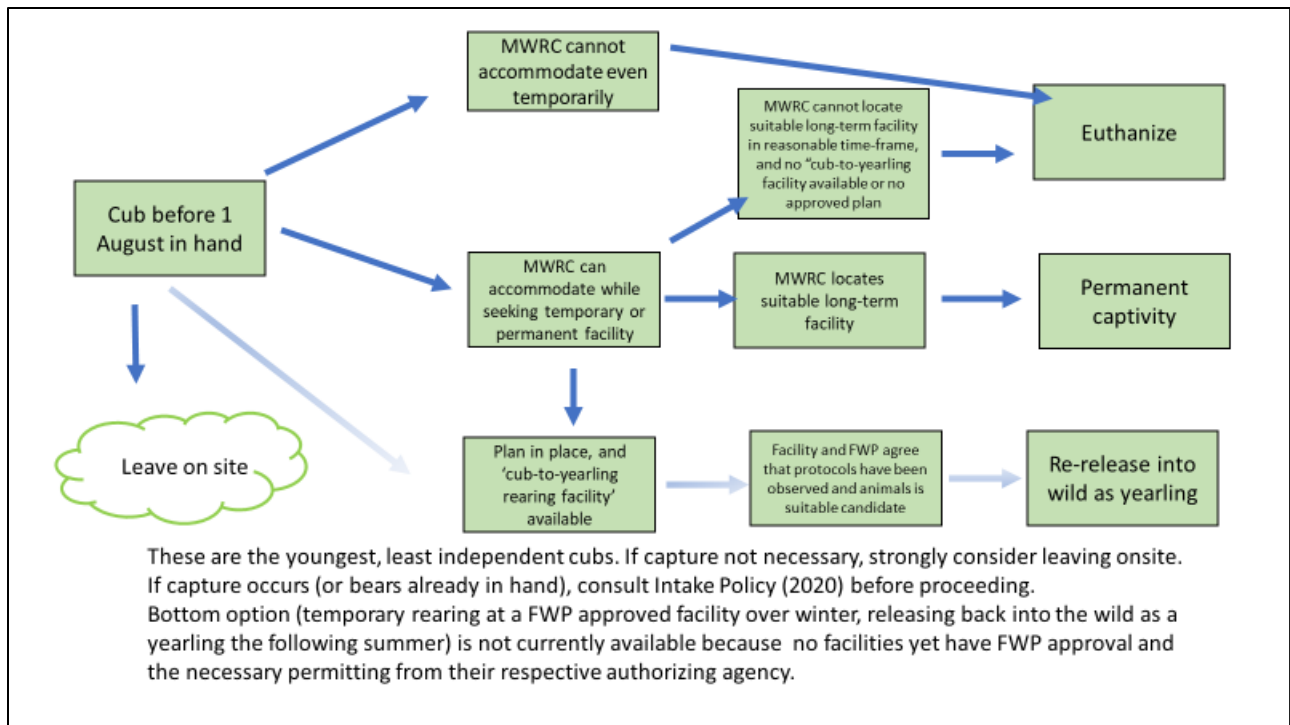 MWRC cannot
accommodate even
temporarily
MWRC cannot locate
suitable long-term facility
in reasonable time-frame,
and no “cub-to-yearling
facility available or no
approved plan
Euthanize
Cub before 1
August in hand
MWRC can
accommodate while
seeking temporary or
permanent facility
MWRC locates
suitable long-term
facility
Permanent
captivity
Leave on site
Plan in place, and
‘cub-to-yearling
rearing facility’
available
Facility and FWP agree
that protocols have been
observed and animals is
suitable candidate
Re-release into
wild as yearling
These are the youngest, least independent cubs. If capture not necessary, strongly consider leaving onsite.
If capture occurs (or bears already in hand), consult Intake Policy (2020) before proceeding.
Bottom option (temporary rearing at a FWP approved facility over winter, releasing back into the wild as a
yearling the following summer) is not currently available because  no facilities yet have FWP approval and
the necessary permitting from their respective authorizing agency.